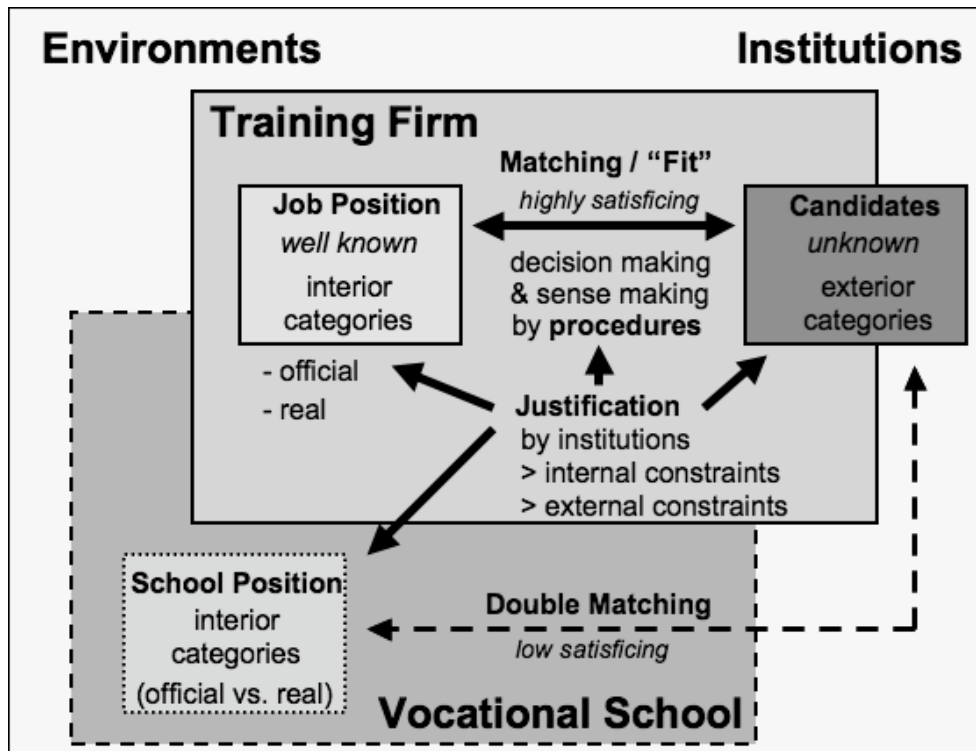 Environments
Institutions
Training Firm
Matching / “Fit”
highly satisficing
Job Position
well known
interior
categories
- official
- real
decision making
& sense making
by procedures
Candidates
unknown
exterior
categories
Justification
by institutions
> internal constraints
> external constraints
School Position
interior
categories
(official vs. real)
Double Matching
low satisficing
Vocational School